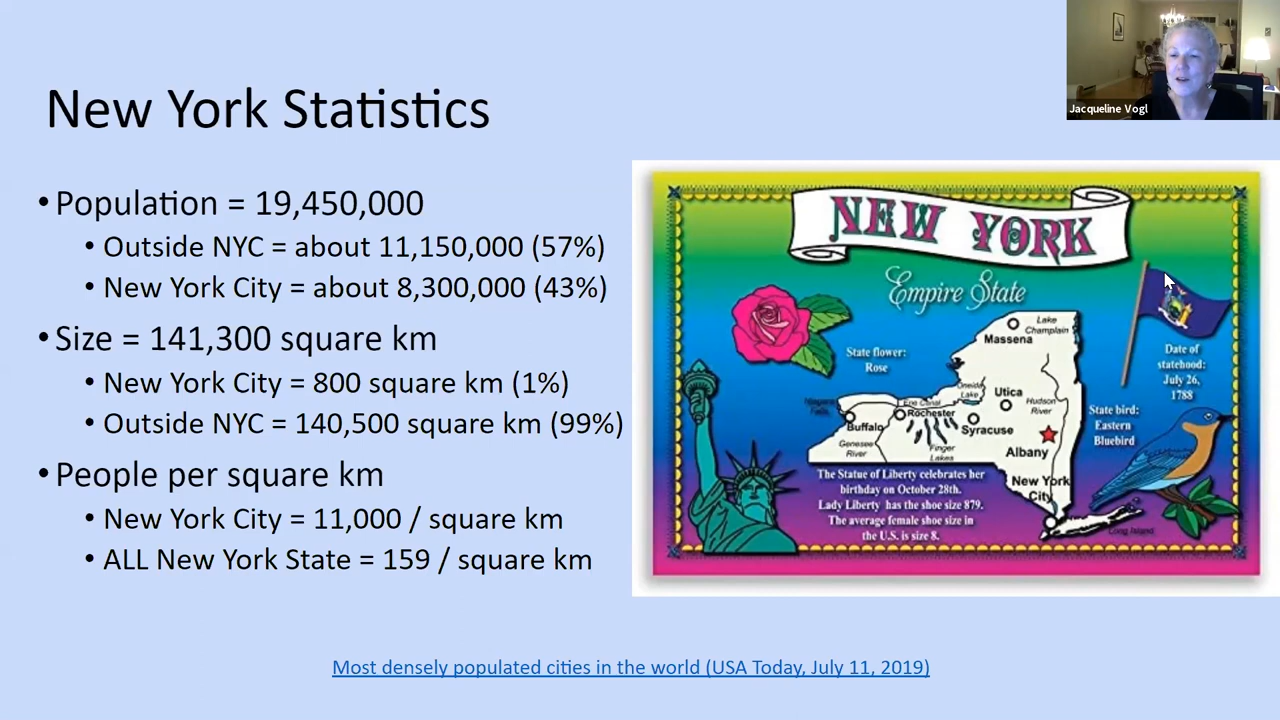 New York Statistics
Jacqueline Vogl
• Population = 19,450,000
• Outside NYC = about 11,150,000 (57%)
• New York City = about 8,300,000 (43%)
• Size = 141,300 square km
• New York City = 800 square km (1%)
• Outside NYC = 140,500 square km (99%)
• People per square km
• New York City = 11,000 / square km
• ALL New York State = 159 / square km
NEW YORK
Empire State
State flower:
Rose
Lake
Champlain
Massena
Date of
statehood:
July 26,
1788
Niagara
Falls
Oneida
Lake
Utica
Erie Canal
Rochester
Hudson
River
Buffalo
Syracuse
State bird:
Eastern
Bluebird
Genesee
River
Finger
Lakes
Albany
The Statue of Liberty celebrates her
birthday on October 28th.
Lady Liberty has the shoe size 879.
The average female shoe size in
the U.S. is size 8.
New York
City
Long Island
Most densely populated cities in the world (USA Today, July 11, 2019)